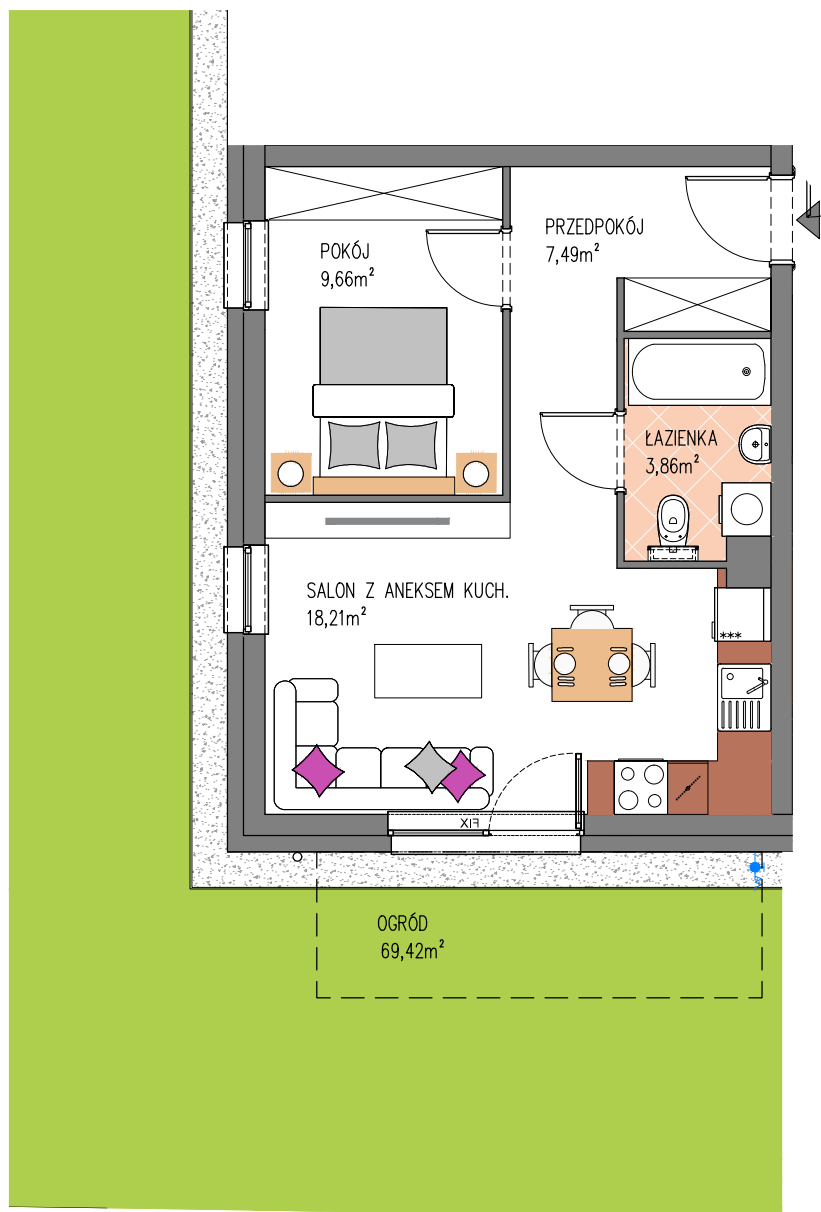 PRZEDPOKÓJ
7,49m²
POKÓJ
9,66m²
ŁAZIENKA
3,86m²
SALON Z ANEKSEM KUCH.
18,21m²
***
FIX
OGRÓD
69,42m²